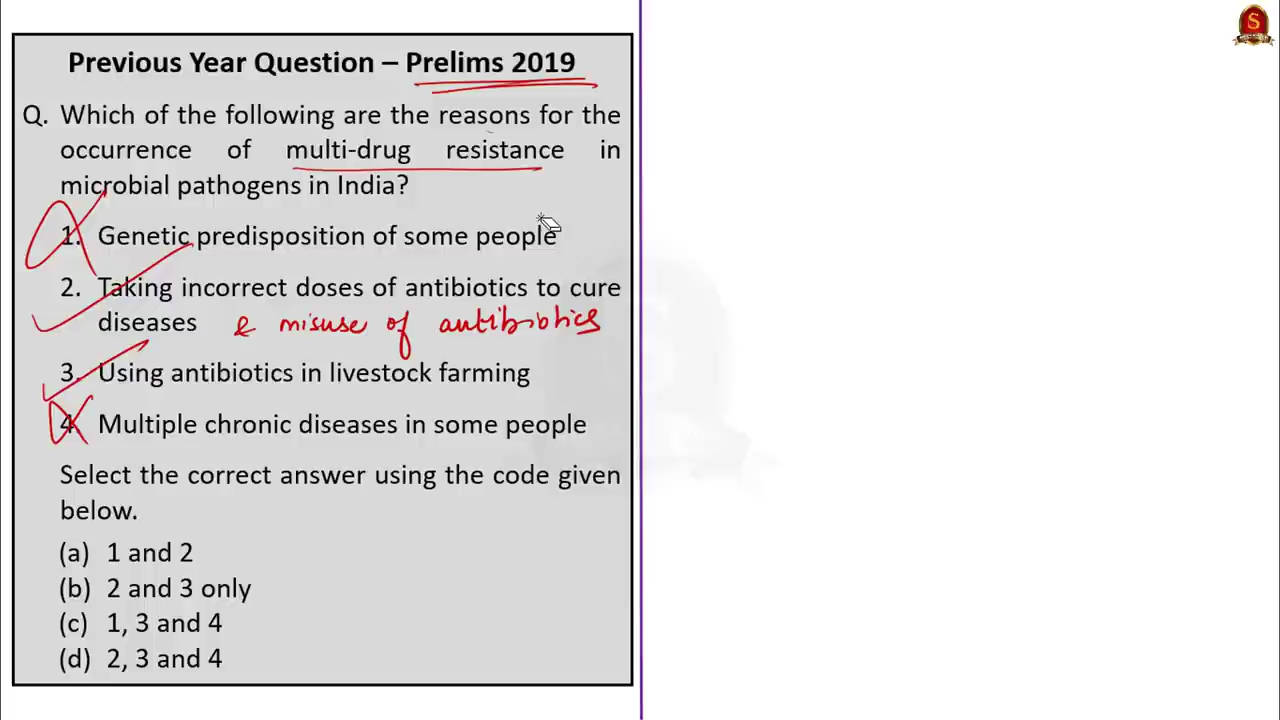 Previous Year Question – Prelims 2019
Q. Which of the following are the reasons for the
occurrence of multi-drug resistance in
microbial pathogens in India?
1. Genetic predisposition of some people
2. Taking incorrect doses of antibiotics to cure
diseases & misuse of antibiotics
3. Using antibiotics in livestock farming
4. Multiple chronic diseases in some people
Select the correct answer using the code given
below.
(a) 1 and 2
(b) 2 and 3 only
(c) 1, 3 and 4
(d) 2, 3 and 4
S